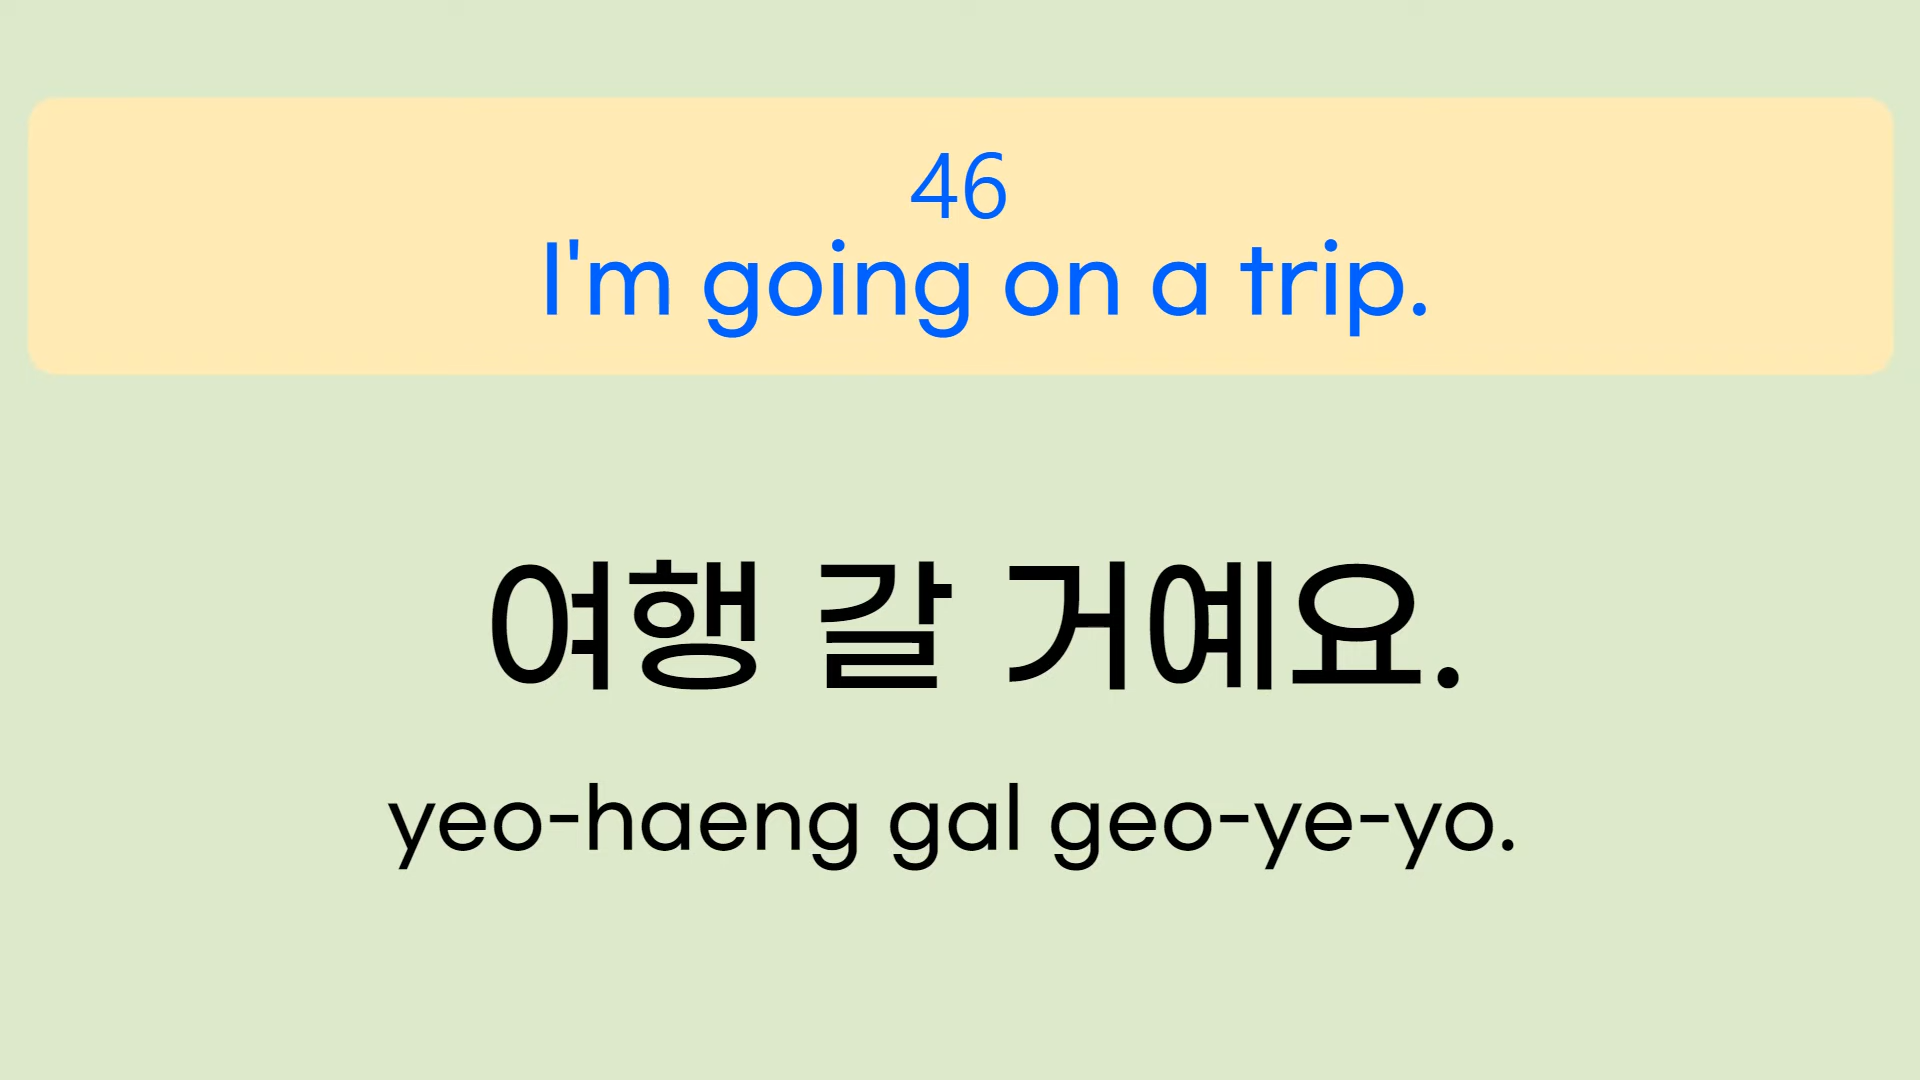 46
I'm going on a trip.
여행 갈 거예요.
yeo-haeng gal geo-ye-yo.